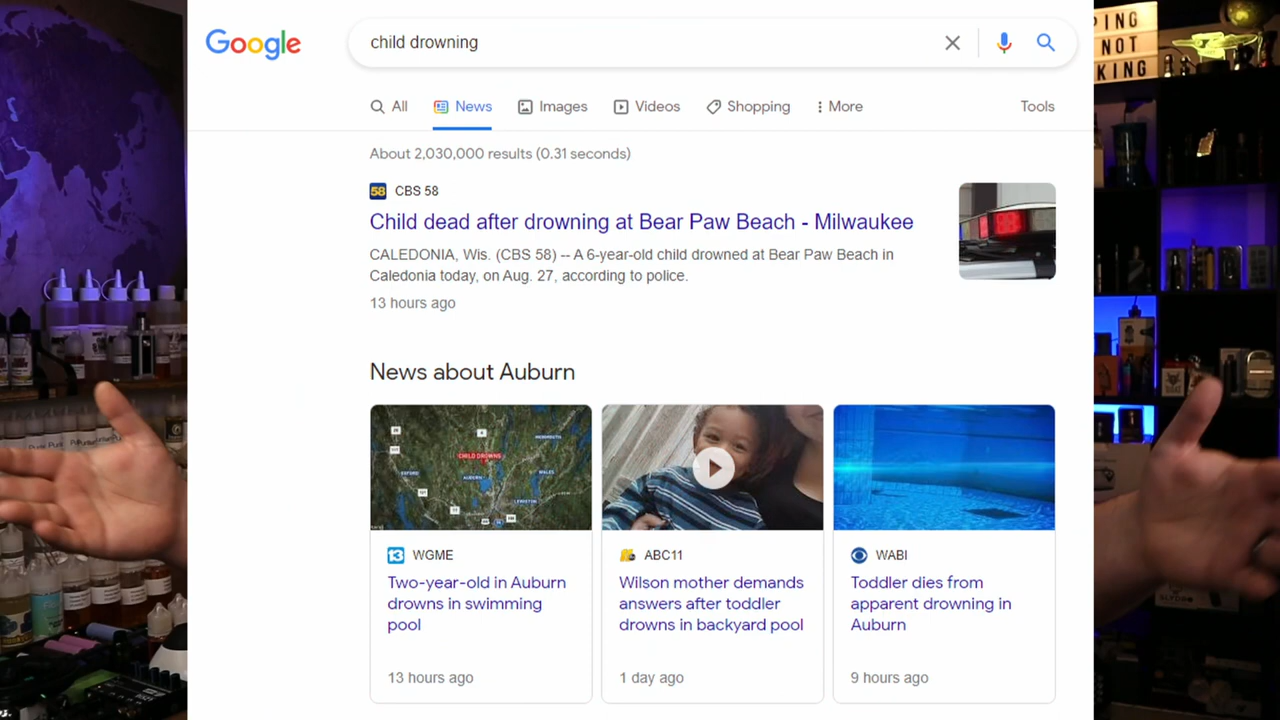 Google
child drowning
PING
NOT
KING
All
News
Images
Videos
Shopping
More
Tools
About 2,030,000 results (0.31 seconds)
58 CBS 58
Child dead after drowning at Bear Paw Beach - Milwaukee
CALEDONIA, Wis. (CBS 58) -- A 6-year-old child drowned at Bear Paw Beach in
Caledonia today, on Aug. 27, according to police.
13 hours ago
News about Auburn
CHILD DROWNS
AUBURN
13 WGME
Two-year-old in Auburn
drowns in swimming
pool
13 hours ago
ABC11
Wilson mother demands
answers after toddler
drowns in backyard pool
1 day ago
WABI
Toddler dies from
apparent drowning in
Auburn
9 hours ago